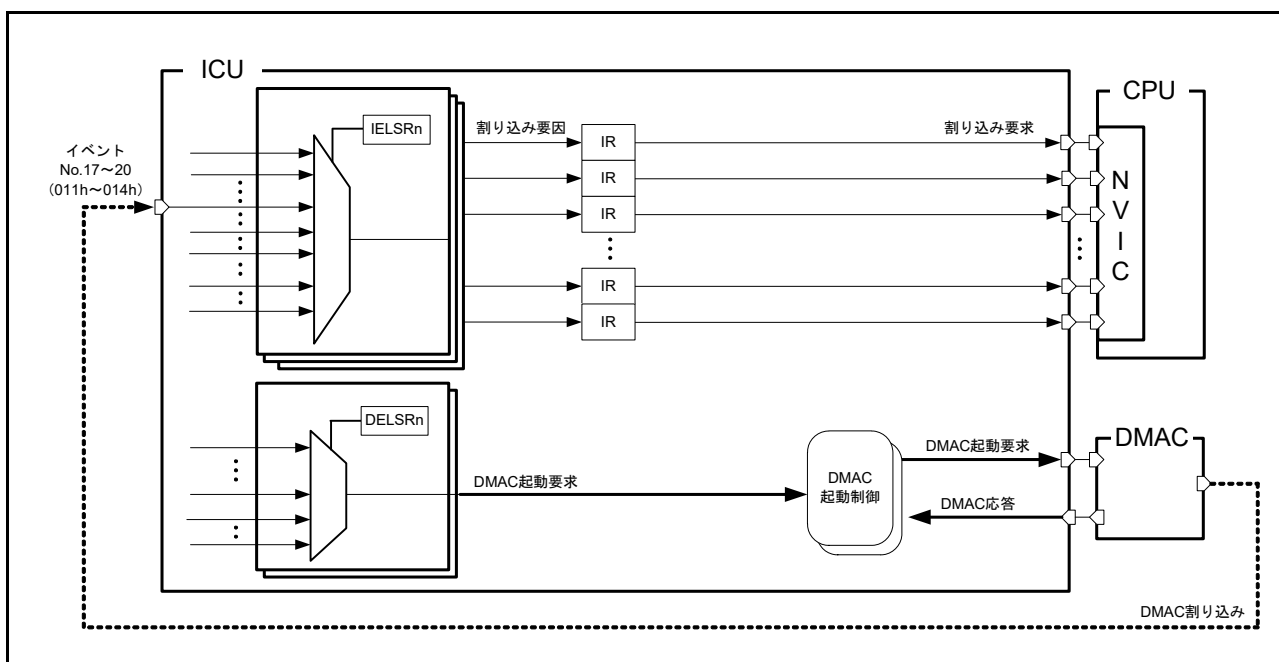 ICU
CPU
IELSRn
割り込み要因
IR
割り込み要求
イベント
No.17～20
(011h～014h)
IR
IR
IR
IR
N
V
I
C
DELSRn
DMAC起動要求
DMAC
起動制御
DMAC起動要求
DMAC応答
DMAC
DMAC割り込み